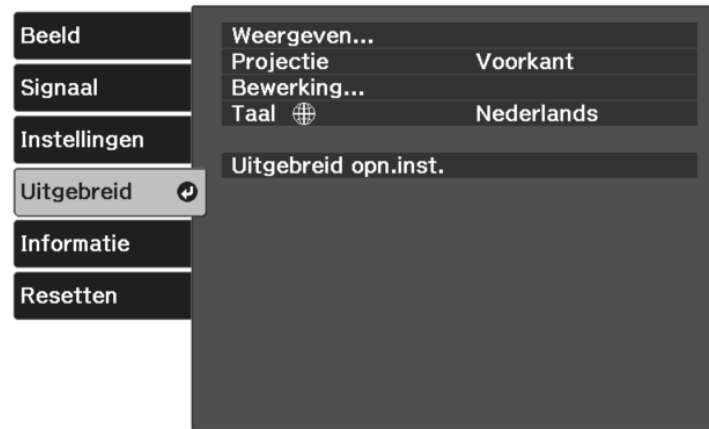 Beeld
Signaal
Instellingen
Uitgebreid
Informatie
Resetten
Weergeven...
Projectie Voorkant
Bewerking...
Taal Nederlands
Uitgebreid opn.inst.